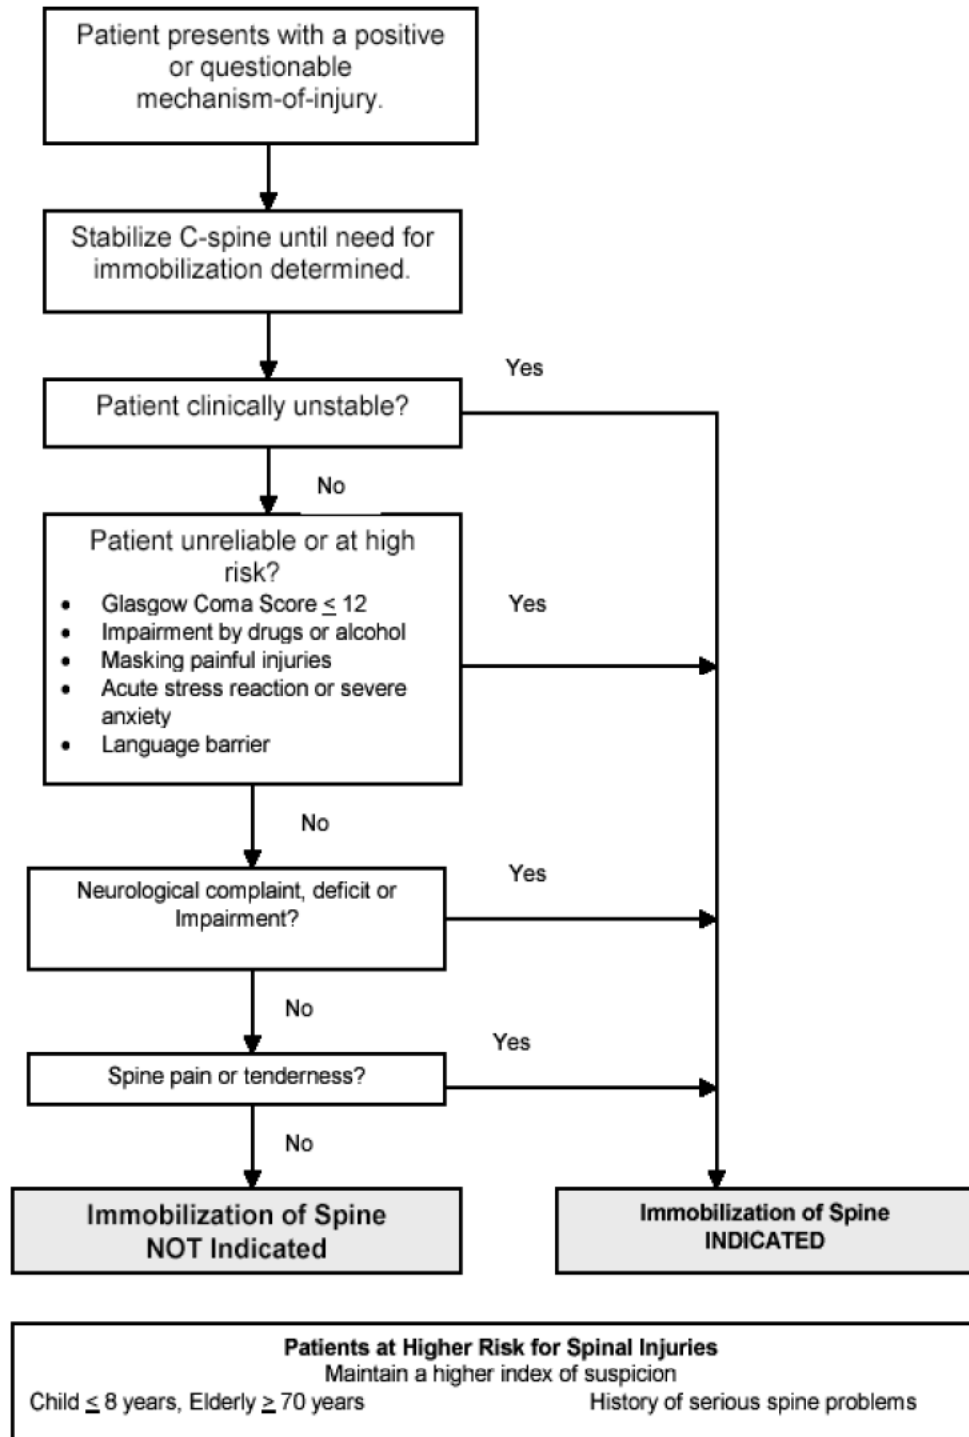 Patient presents with a positive
or questionable
mechanism-of-injury.
Stabilize C-spine until need for
immobilization determined.
Yes
Patient clinically unstable?
No
Patient unreliable or at high
risk?
• Glasgow Coma Score ≤ 12
• Impairment by drugs or alcohol
• Masking painful injuries
• Acute stress reaction or severe
anxiety
• Language barrier
Yes
No
Neurological complaint, deficit or
Impairment?
Yes
No
Spine pain or tenderness?
Yes
No
Immobilization of Spine
NOT Indicated
Immobilization of Spine
INDICATED
Patients at Higher Risk for Spinal Injuries
Maintain a higher index of suspicion
Child ≤ 8 years, Elderly ≥ 70 years History of serious spine problems